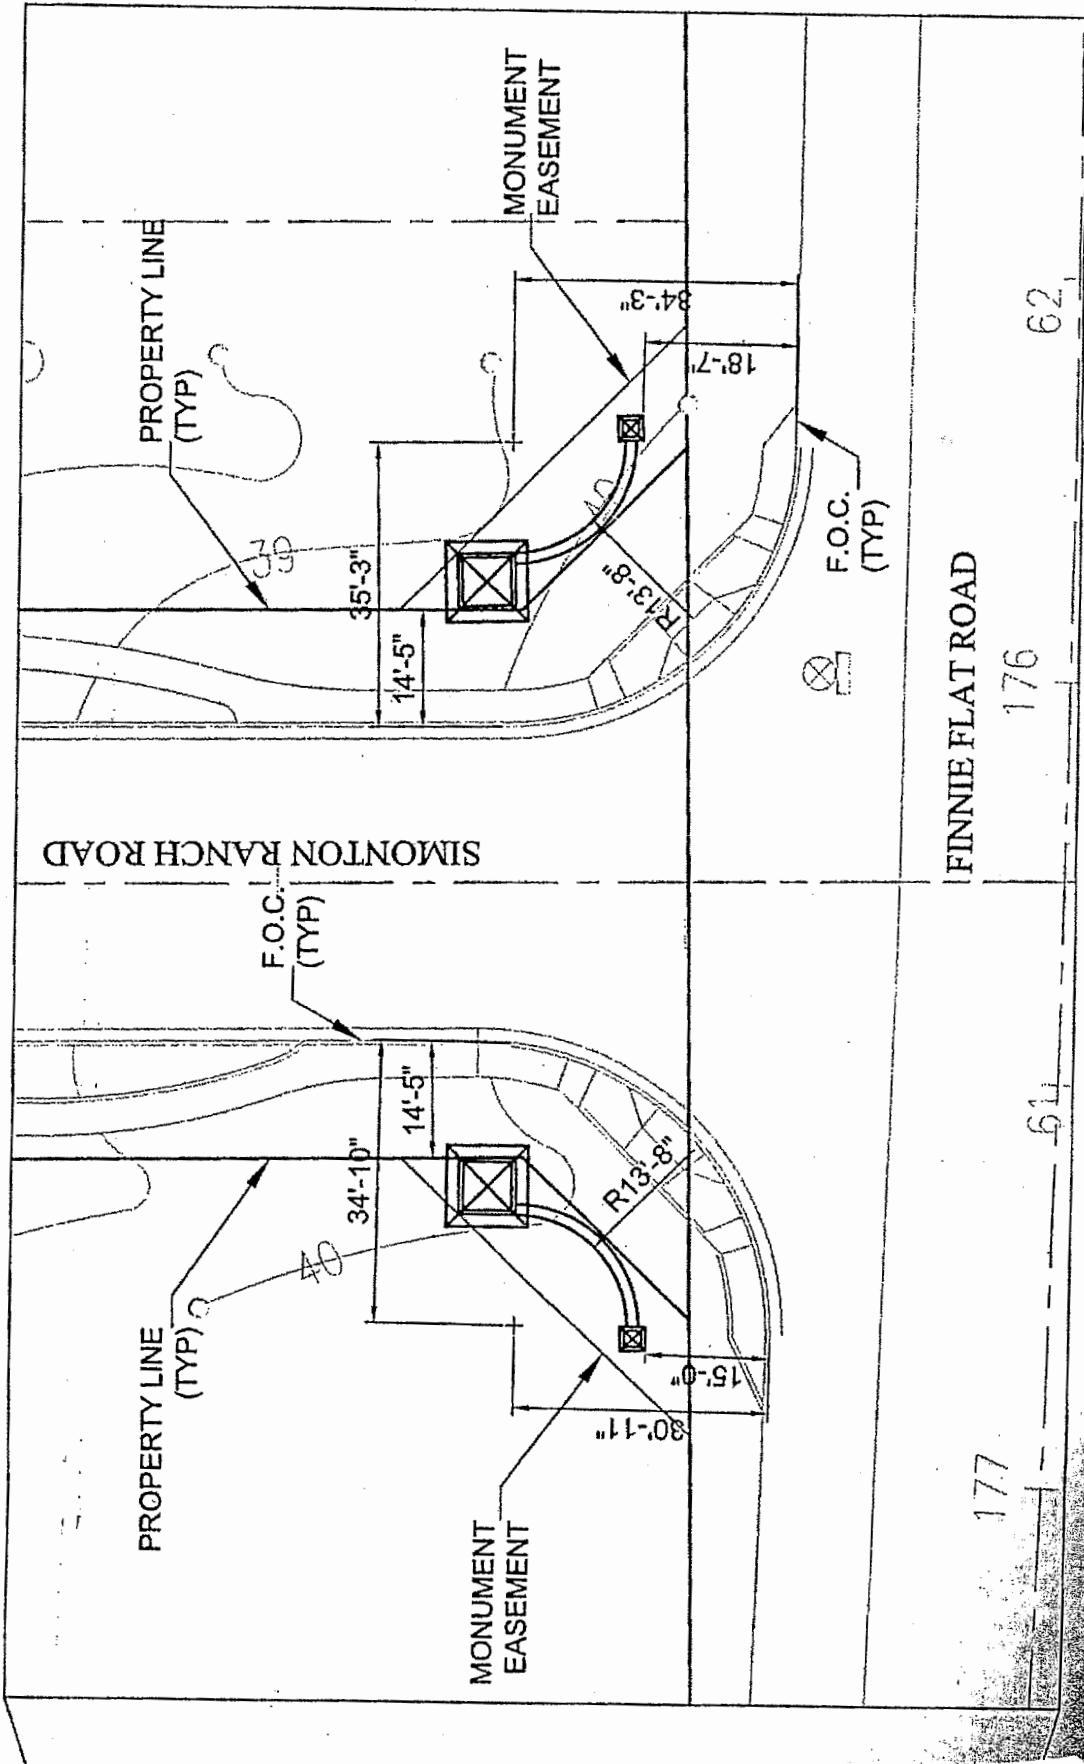 PROPERTY LINE
(TYP)
40
34'-10"
14'-5"
F.O.C.
(TYP)
SIMONTON RANCH ROAD
PROPERTY LINE
(TYP)
39
35'-3"
14'-5"
MONUMENT
EASEMENT
30'-11"
15'-0"
R13'-8"
R13'-8"
40
34'-3"
18'-7"
MONUMENT
EASEMENT
F.O.C.
(TYP)
FINNIE FLAT ROAD
177
61
176
62